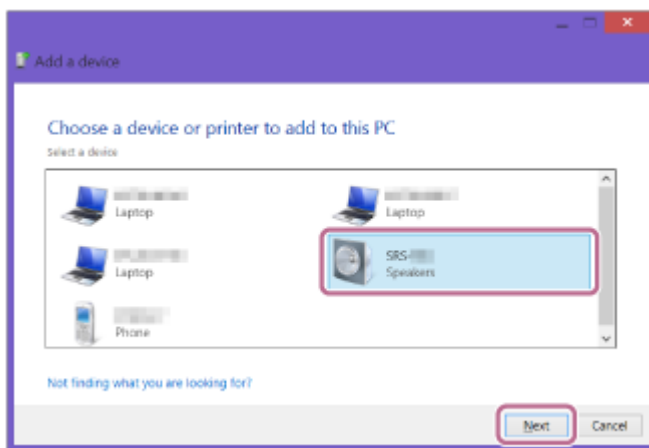 Add a device
Choose a device or printer to add to this PC
Select a device
Laptop
Laptop
Laptop
SRS-
Speakers
Phone
Not finding what you are looking for?
Next Cancel